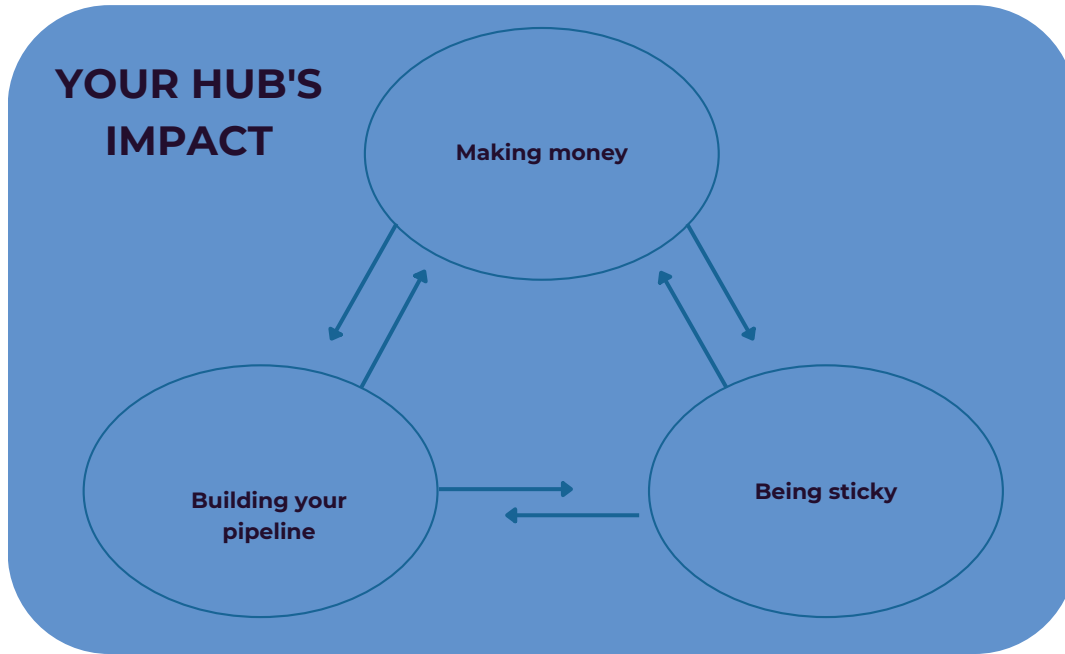 YOUR HUB'S
IMPACT
Making money
Building your
pipeline
Being sticky